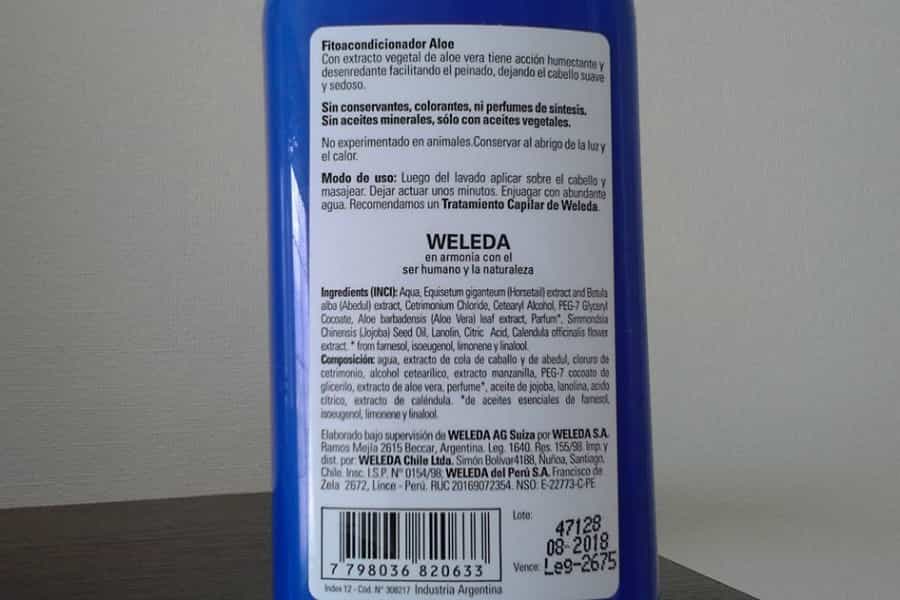 Fitoacondicionador Aloe
Con extracto vegetal de aloe vera tiene acción humectante y
desenredante facilitando el peinado, dejando el cabello suave
y sedoso.
Sin conservantes, colorantes, ni perfumes de síntesis.
Sin aceites minerales, sólo con aceites vegetales.
No experimentado en animales.Conservar al abrigo de la luz y
el calor.
Modo de uso: Luego del lavado aplicar sobre el cabello y
masajear. Dejar actuar unos minutos. Enjuagar con abundante
agua. Recomendamos un Tratamiento Capilar de Weleda.
WELEDA
en armonía con el
ser humano y la naturaleza
Ingredients (INCI): Aqua, Equisetum giganteum (Horsetail) extract and Betula
alba (Abedul) extract, Cetrimonium Chloride, Cetearyl Alcohol, PEG-7 Glyceryl
Cocoate, Aloe barbadensis (Aloe Vera) leaf extract, Parfum*, Simmondsia
Chinensis (Jojoba) Seed Oil, Lanolin, Citric Acid, Calendula officinalis flower
extract. * from farnesol, isoeugenol, limonene y linalool.
Composición: agua, extracto de cola de caballo y de abedul, cloruro de
cetrimonio, alcohol cetearílico, extracto manzanilla, PEG-7 cocoato de
glicerilo, extracto de aloe vera, perfume*, aceite de jojoba, lanolina, acido
cítrico, extracto de caléndula. *de aceites esenciales de farnesol,
isoeugenol, limonene y linalool.
Elaborado bajo supervisión de WELEDA AG Suiza por WELEDA S.A.
Ramos Mejía 2615 Beccar, Argentina. Leg. 1640. Res. 155/98. Imp. y
dist. por: WELEDA Chile Ltda. Simón Bolívar4188, Ñuñoa, Santiago,
Chile. Insc. I.S.P. N° 0154/98; WELEDA del Perú S.A. Francisco de
Zela 2672, Lince - Perú. RUC 20169072354. NSO: E-22773-C-PE
Lote: 47128
08-2018
Vence: Leg-2675
7 798036 820633
Index 12 - Cód. N° 308217 Industria Argentina